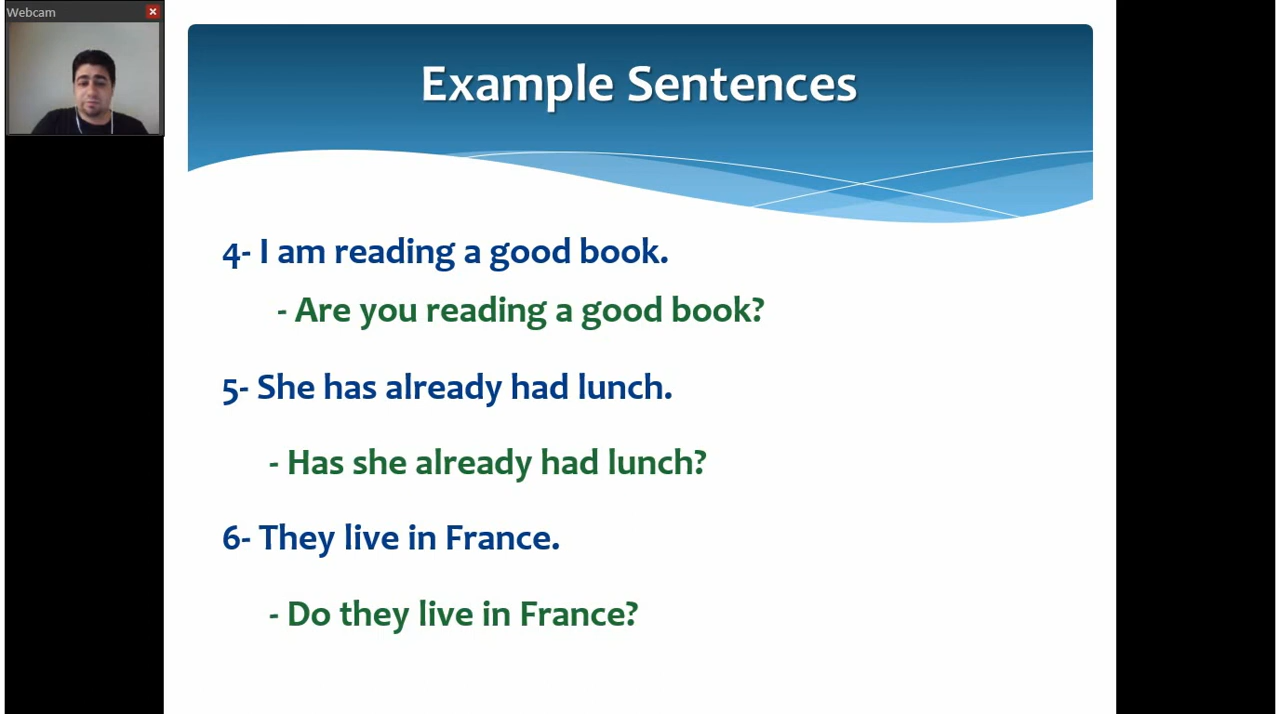 Webcam
Example Sentences
4- I am reading a good book.
- Are you reading a good book?
5- She has already had lunch.
- Has she already had lunch?
6- They live in France.
- Do they live in France?